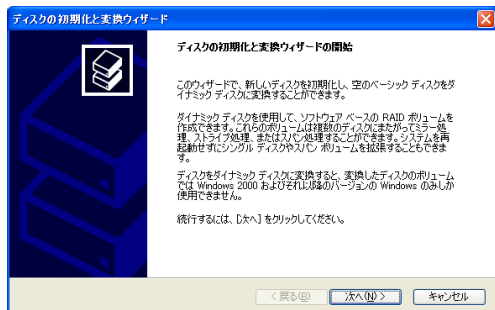 ディスクの初期化と変換ウィザード
ディスクの初期化と変換ウィザードの開始
このウィザードで、新しいディスクを初期化し、空のベーシック ディスクをダ
イナミック ディスクに変換することができます。
ダイナミック ディスクを使用して、ソフトウェア ベースの RAID ボリュームを
作成できます。これらのボリュームは複数のディスクにまたがってミラー処
理、ストライプ処理、またはスパン処理することができます。システムを再
起動せずにシングル ディスクやスパン ボリュームを拡張することもできま
す。
ディスクをダイナミック ディスクに変換すると、変換したディスクのボリューム
では Windows 2000 およびそれ以降のバージョンの Windows のみしか
使用できません。
続行するには、[次へ] をクリックしてください。
< 戻る(B)
次へ(N) >
キャンセル